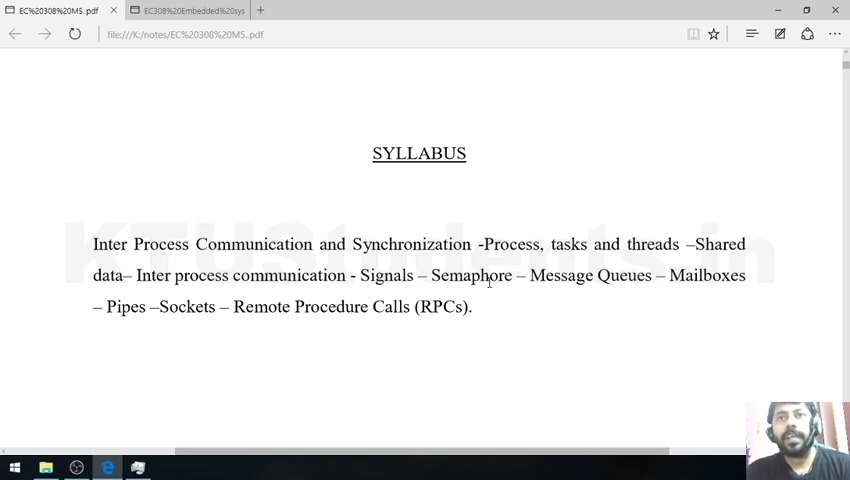 EC%20308%20M5..pdf
EC308%20Embedded%20sys
file:///K:/notes/EC%20308%20M5..pdf
SYLLABUS
KTUStudents.in
Inter Process Communication and Synchronization -Process, tasks and threads –Shared
data– Inter process communication - Signals – Semaphore – Message Queues – Mailboxes
– Pipes –Sockets – Remote Procedure Calls (RPCs).